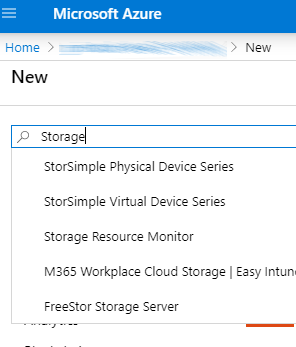 Microsoft Azure
Home > > New
New
Storage
StorSimple Physical Device Series
StorSimple Virtual Device Series
Storage Resource Monitor
M365 Workplace Cloud Storage | Easy Intun
FreeStor Storage Server
Analytics